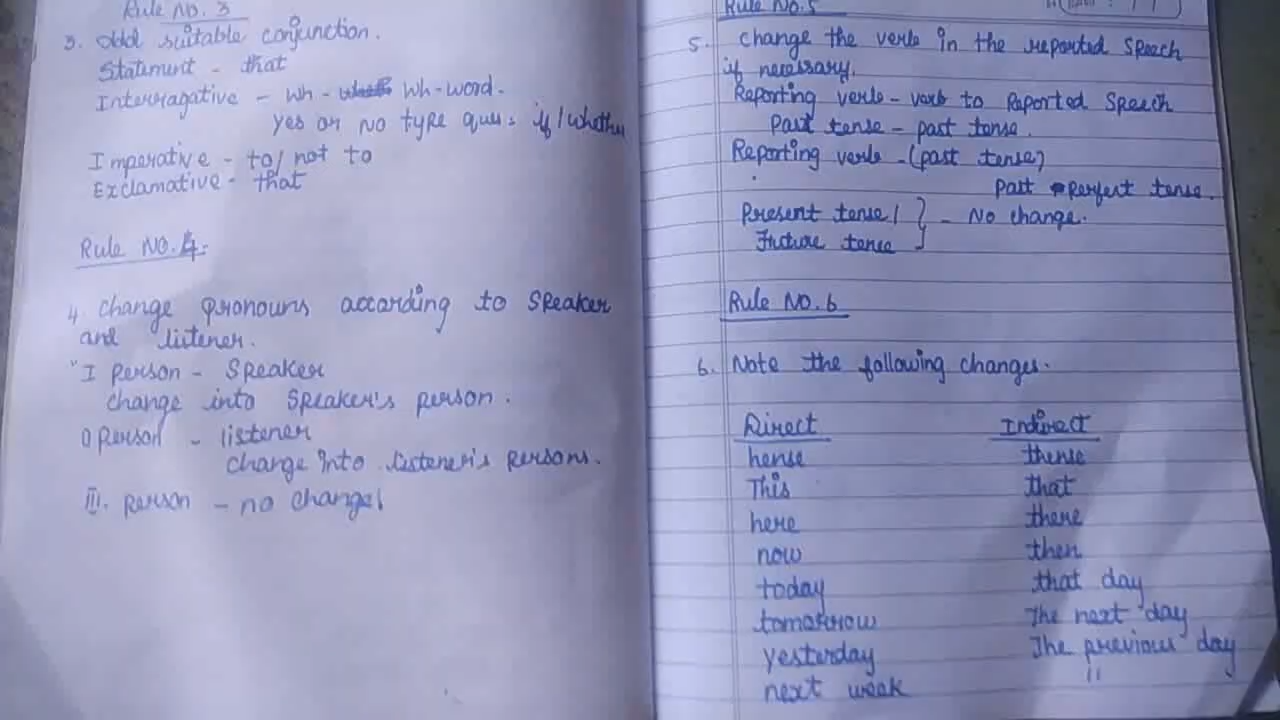 Rule No. 3
3. Add suitable conjunction.
Statement - that
Interragative - wh - wh-word.
yes or no type ques: if/whether
Imperative - to/not to
Exclamative - that
Rule No. 4:
4. change pronouns according to Speaker
and listener.
I person - Speaker
change into Speaker's person.
person - listener
change into listener's persons.
III. person - no change
Rule No. 5
5. change the verb in the reported speech
if necessary.
Reporting verb - verb to Reported Speech
Past tense - past tense.
Reporting verb - (past tense)
Past perfect tense.
Present tense } - No change.
Future tense
Rule No. 6
6. Note the following changes.
Direct Indirect
hense thense
This that
here there
now then
today that day
tomorrow The next day
yesterday The previous day
next week "